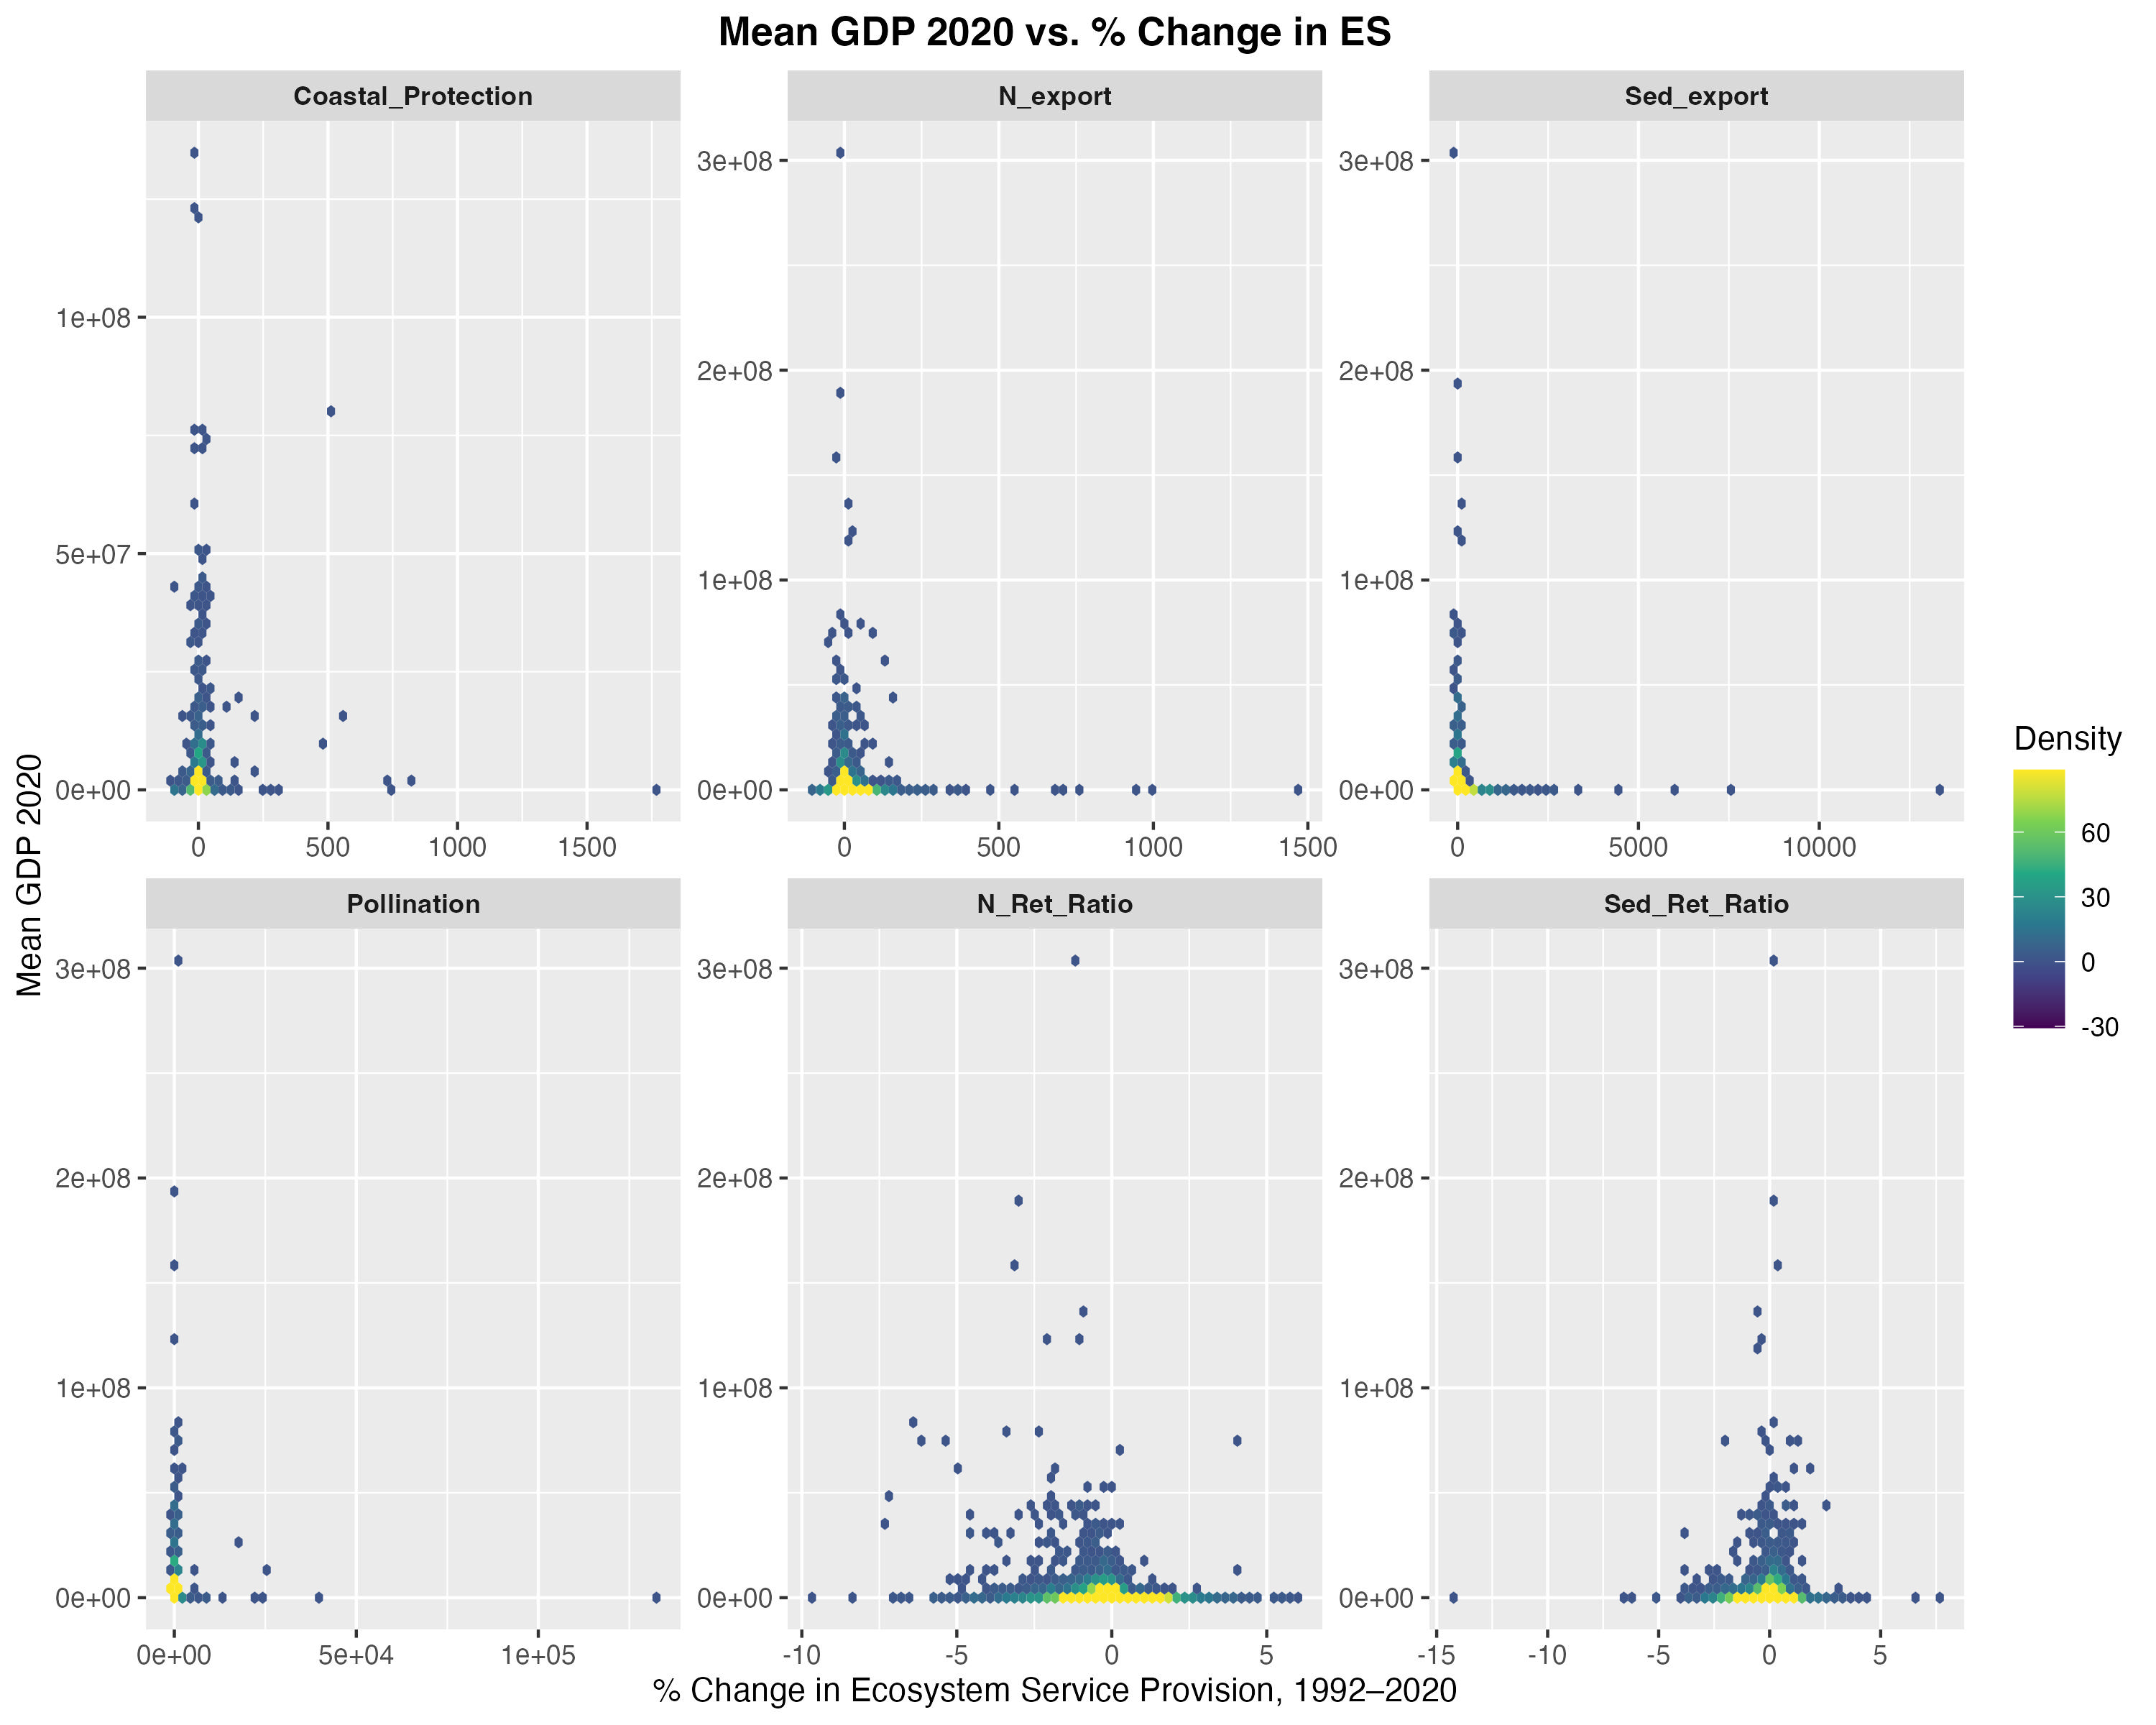 Mean GDP 2020 vs. % Change in ES
Coastal_Protection
N_export
Sed_export
1e+08
5e+07
0e+00
3e+08
2e+08
1e+08
0e+00
3e+08
2e+08
1e+08
0e+00
0 500 1000 1500
0 500 1000 1500
0 5000 10000
Pollination
N_Ret_Ratio
Sed_Ret_Ratio
3e+08
2e+08
1e+08
0e+00
3e+08
2e+08
1e+08
0e+00
3e+08
2e+08
1e+08
0e+00
0e+00 5e+04 1e+05
-10 -5 0 5
-15 -10 -5 0 5
Mean GDP 2020
% Change in Ecosystem Service Provision, 1992–2020
Density
60
30
0
-30